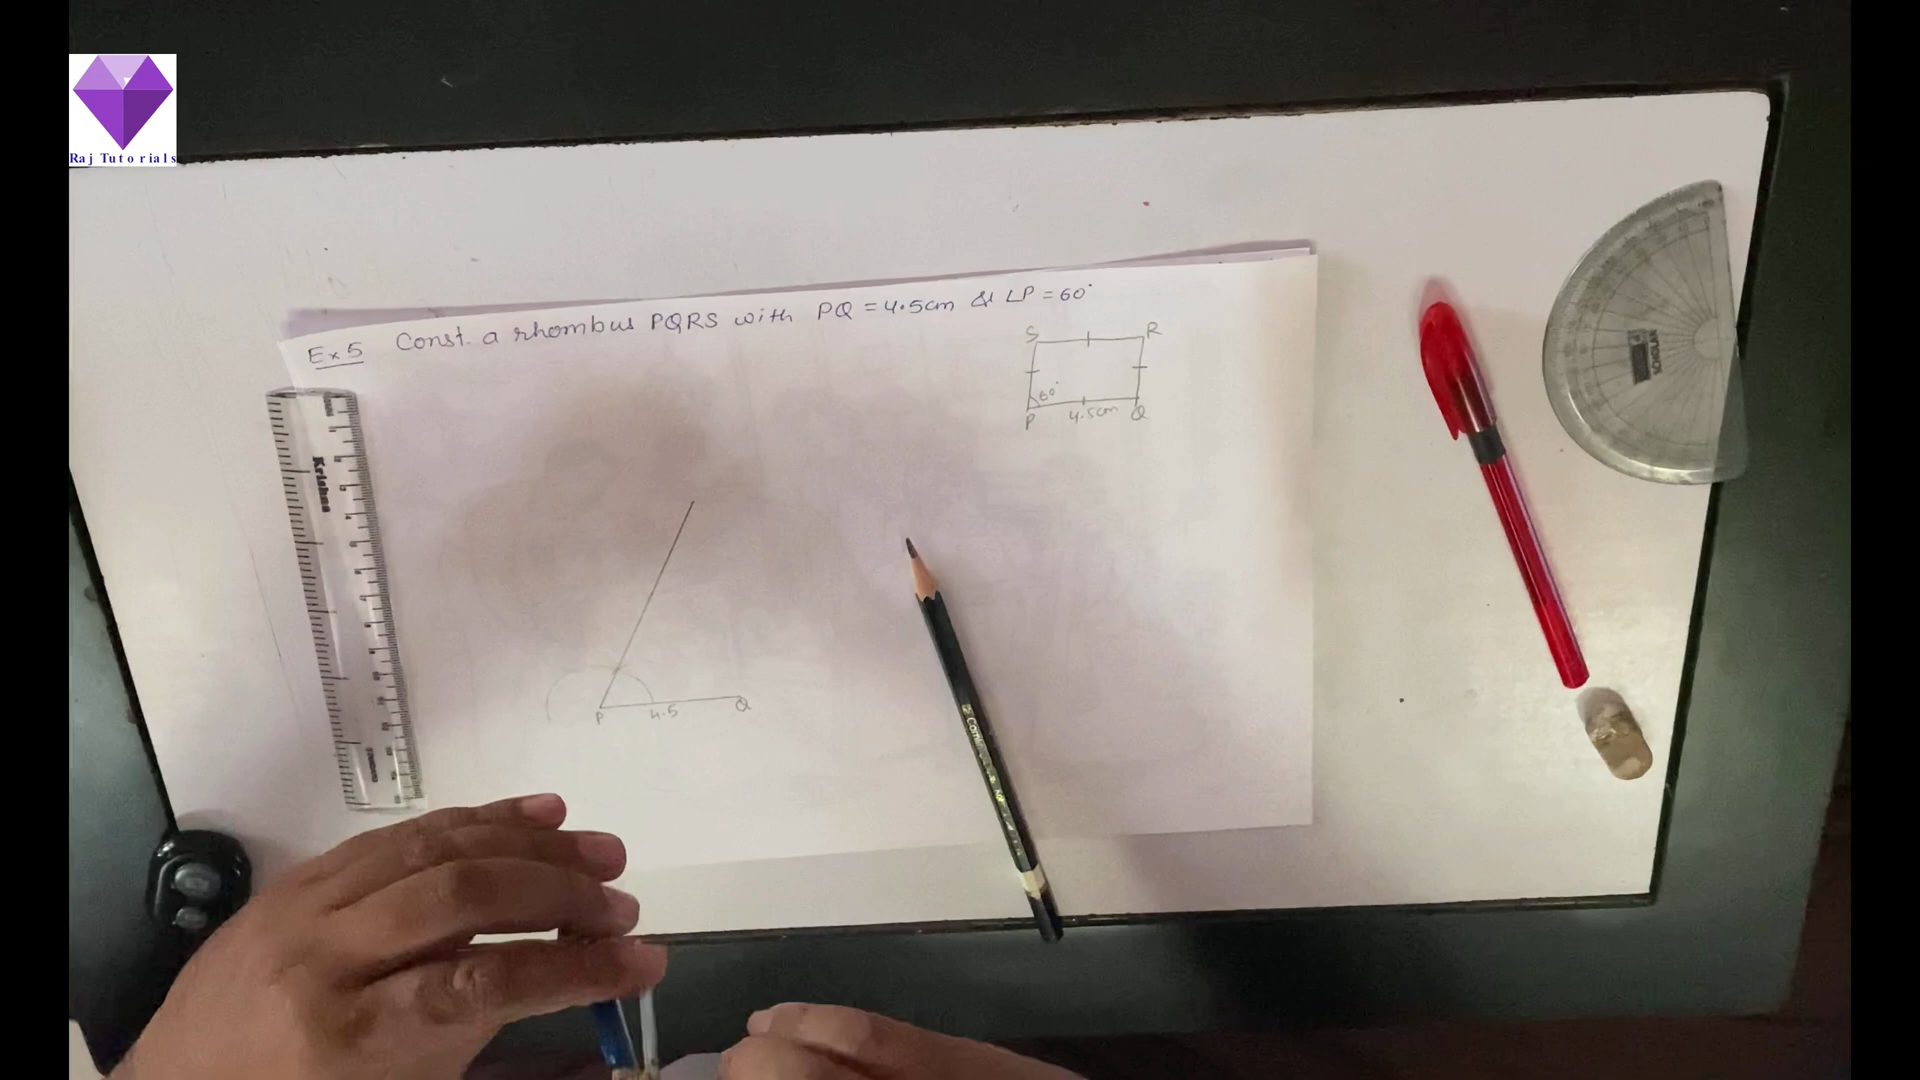 Raj Tutorials
Ex 5 Const. a rhombus PQRS with PQ = 4.5cm & ∠P = 60°
S R
60°
P 4.5cm Q
Krishna
P 4.5 Q